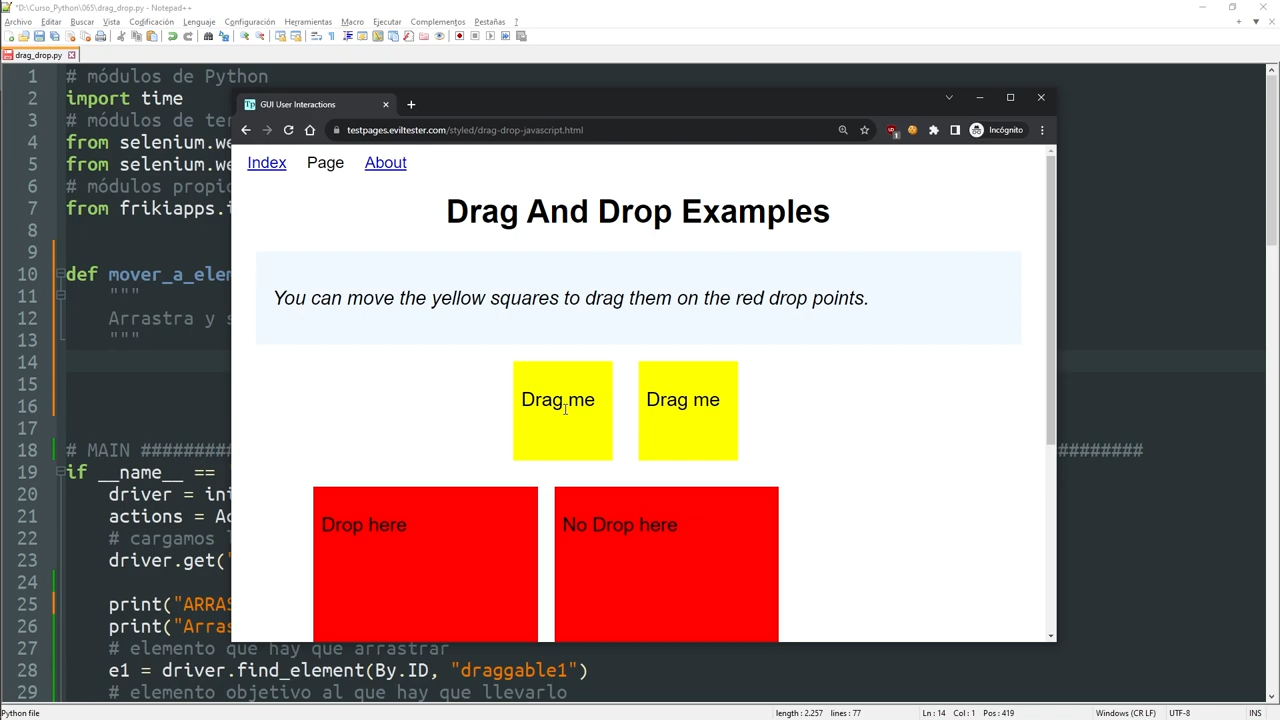 *D:\Curso_Python\065\drag_drop.py - Notepad++
Archivo Editar Buscar Vista Codificación Lenguaje Configuración Herramientas Macro Ejecutar Complementos Pestañas ?
drag_drop.py
1 # módulos de Python
2 import time
3 # módulos de ter
4 from selenium.we
5 from selenium.we
6 # módulos propio
7 from frikiapps.i
8
9
10 def mover_a_elem
11 """
12 Arrastra y s
13 """
14
15
16
17
18 # MAIN
19 if __name__ == '
20 driver = ini
21 actions = Ac
22 # cargamos l
23 driver.get("
24
25 print("ARRAS
26 print("Arras
27 # elemento que hay que arrastrar
28 e1 = driver.find_element(By.ID, "draggable1")
29 # elemento objetivo al que hay que llevarlo
GUI User Interactions
testpages.eviltester.com/styled/drag-drop-javascript.html
Incógnito
Index Page About
Drag And Drop Examples
You can move the yellow squares to drag them on the red drop points.
Drag me Drag me
Drop here No Drop here
Python file length : 2.257 lines : 77 Ln : 14 Col : 1 Pos : 419 Windows (CR LF) UTF-8 INS